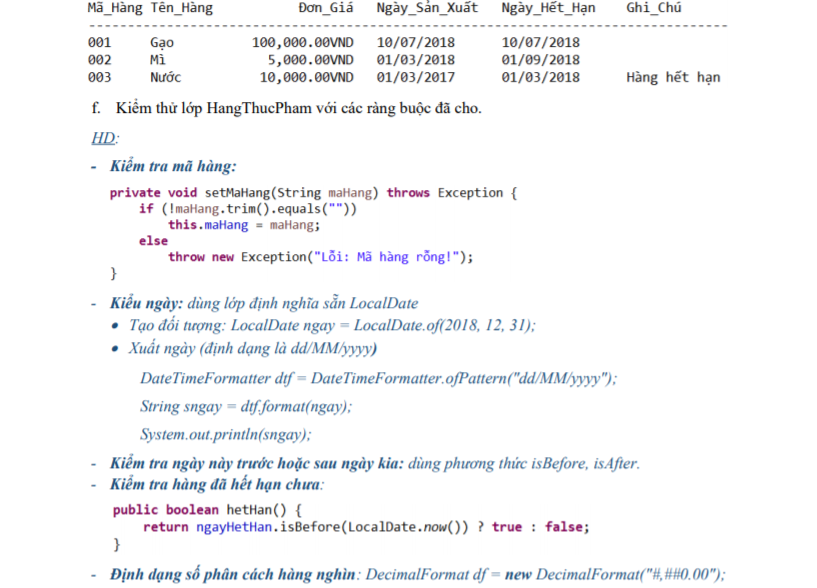 Mã_Hàng Tên_Hàng Đơn_Giá Ngày_Sản_Xuất Ngày_Hết_Hạn Ghi_Chú
--------------------------------------------------------------------------------
001 Gạo 100,000.00VND 10/07/2018 10/07/2018
002 Mì 5,000.00VND 01/03/2018 01/09/2018
003 Nước 10,000.00VND 01/03/2017 01/03/2018 Hàng hết hạn
f. Kiểm thử lớp HangThucPham với các ràng buộc đã cho.
HD:
- Kiểm tra mã hàng:
private void setMaHang(String maHang) throws Exception {
if (!maHang.trim().equals(""))
this.maHang = maHang;
else
throw new Exception("Lỗi: Mã hàng rỗng!");
}
- Kiểu ngày: dùng lớp định nghĩa sẵn LocalDate
• Tạo đối tượng: LocalDate ngay = LocalDate.of(2018, 12, 31);
• Xuất ngày (định dạng là dd/MM/yyyy)
DateTimeFormatter dtf = DateTimeFormatter.ofPattern("dd/MM/yyyy");
String sngay = dtf.format(ngay);
System.out.println(sngay);
- Kiểm tra ngày này trước hoặc sau ngày kia: dùng phương thức isBefore, isAfter.
- Kiểm tra hàng đã hết hạn chưa:
public boolean hetHan() {
return ngayHetHan.isBefore(LocalDate.now()) ? true : false;
}
- Định dạng số phân cách hàng nghìn: DecimalFormat df = new DecimalFormat("#,##0.00");